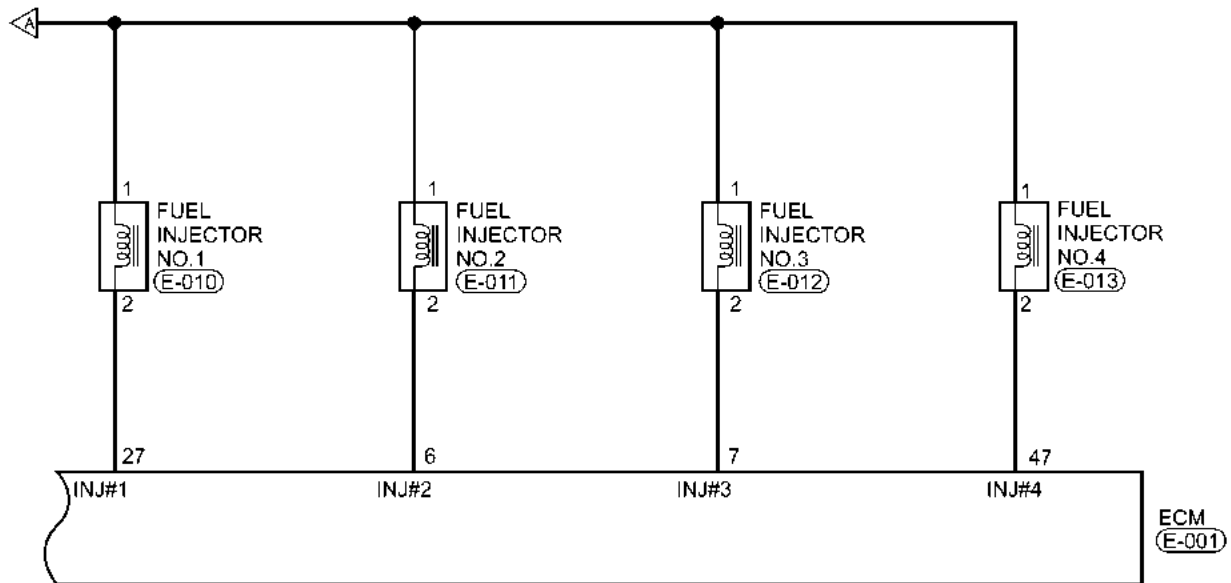 A
1
FUEL
INJECTOR
NO.1
E-010
2
1
FUEL
INJECTOR
NO.2
E-011
2
1
FUEL
INJECTOR
NO.3
E-012
2
1
FUEL
INJECTOR
NO.4
E-013
2
27
6
7
47
INJ#1
INJ#2
INJ#3
INJ#4
ECM
E-001